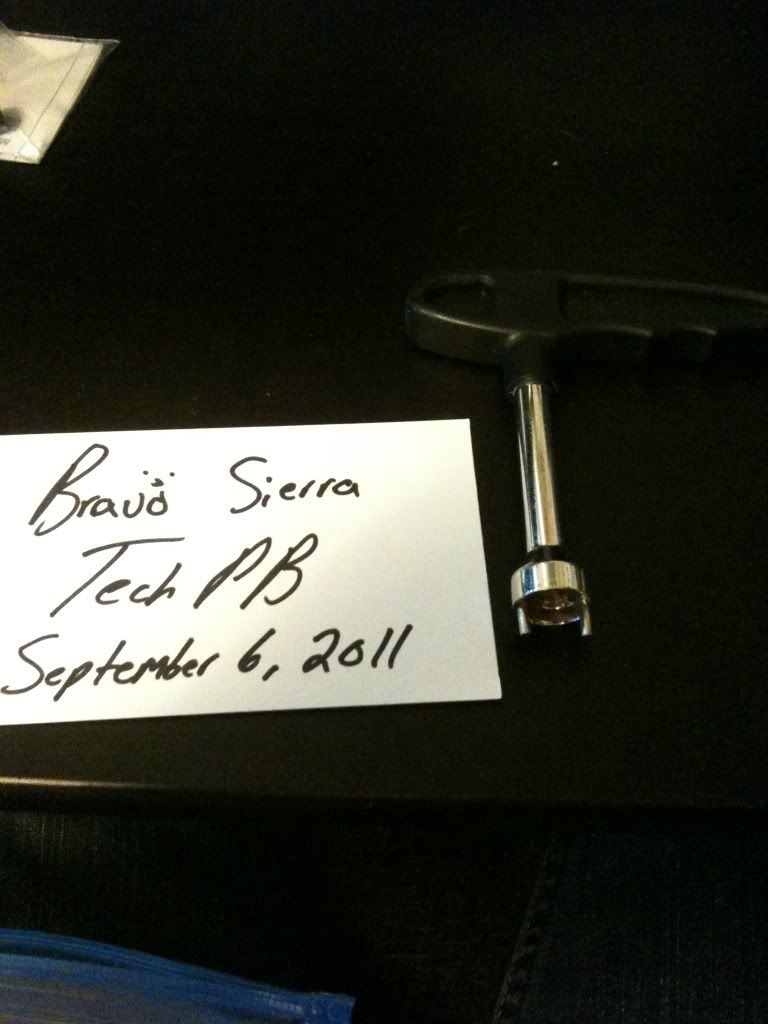 Bravö Sierra
Tech PB
September 6, 2011